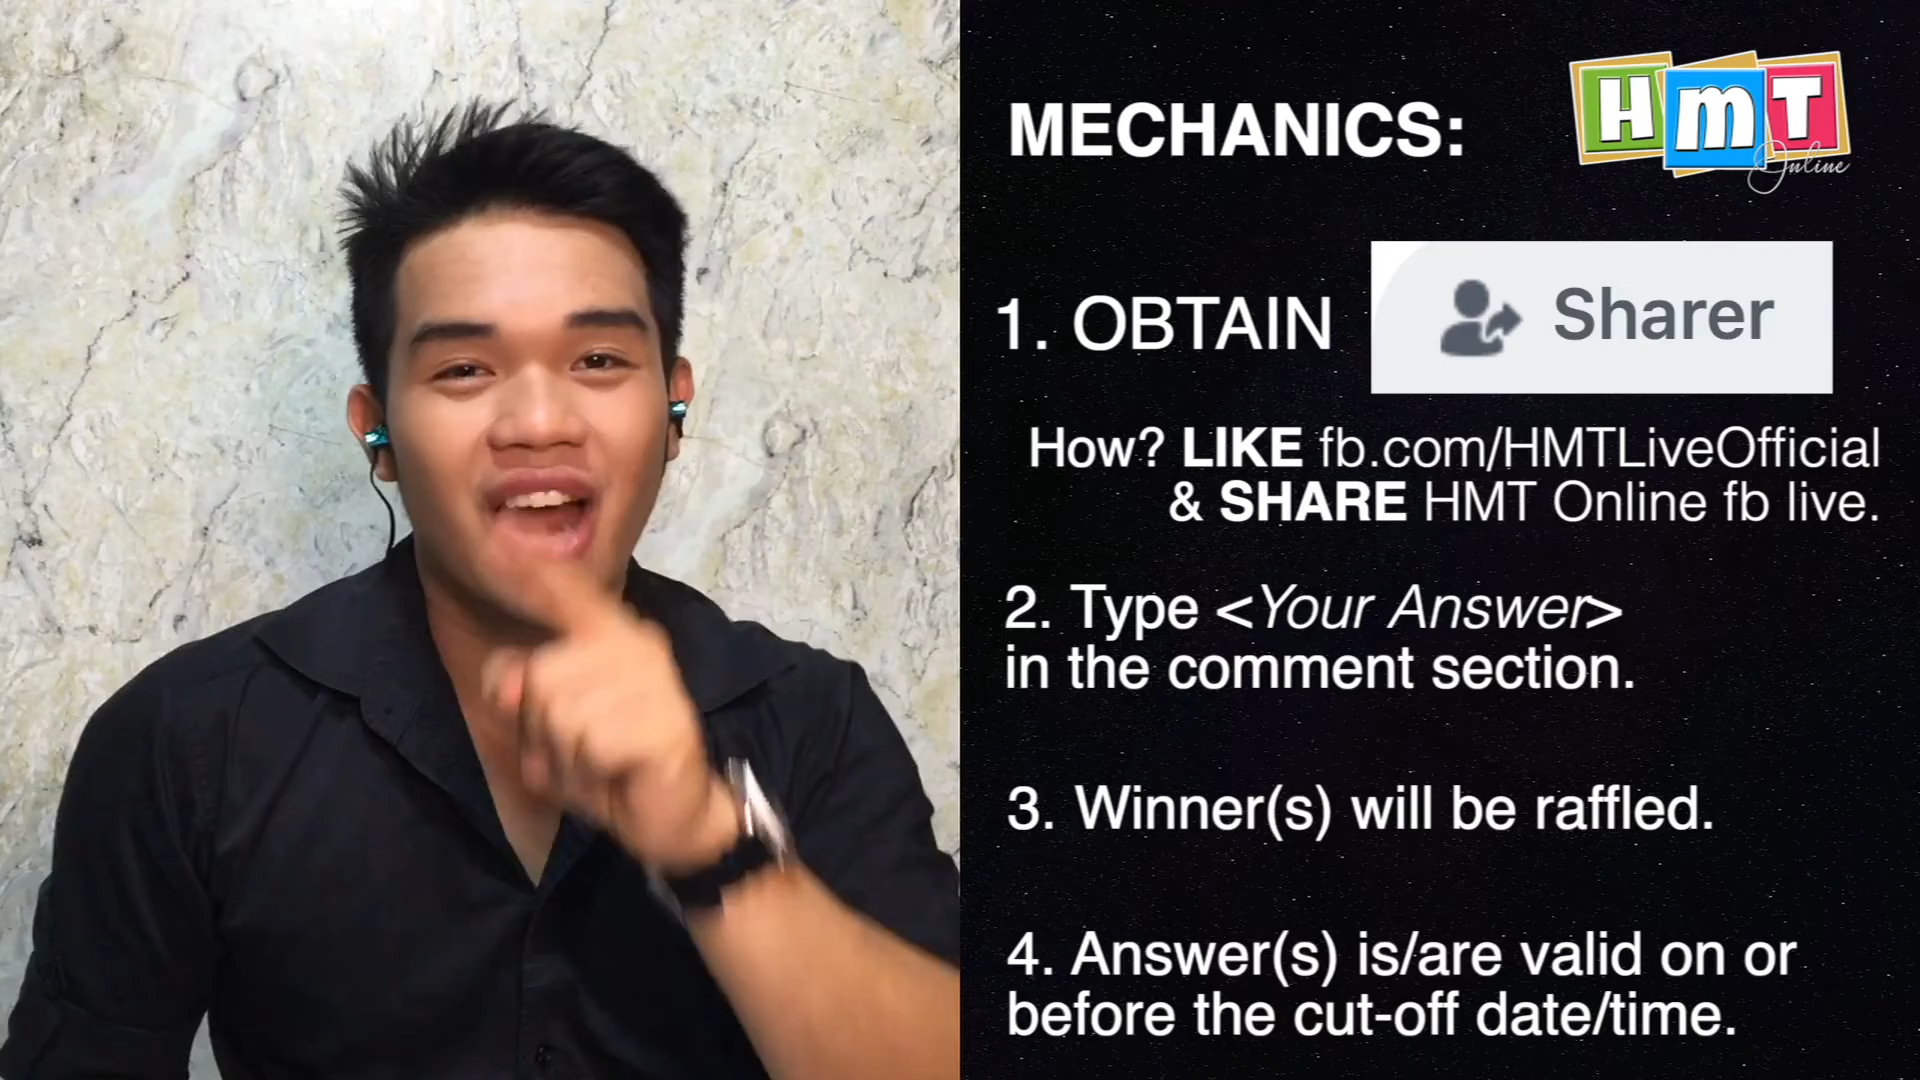 MECHANICS:
HMT
Online
1. OBTAIN Sharer
How? LIKE fb.com/HMTLiveOfficial
& SHARE HMT Online fb live.
2. Type <Your Answer>
in the comment section.
3. Winner(s) will be raffled.
4. Answer(s) is/are valid on or
before the cut-off date/time.